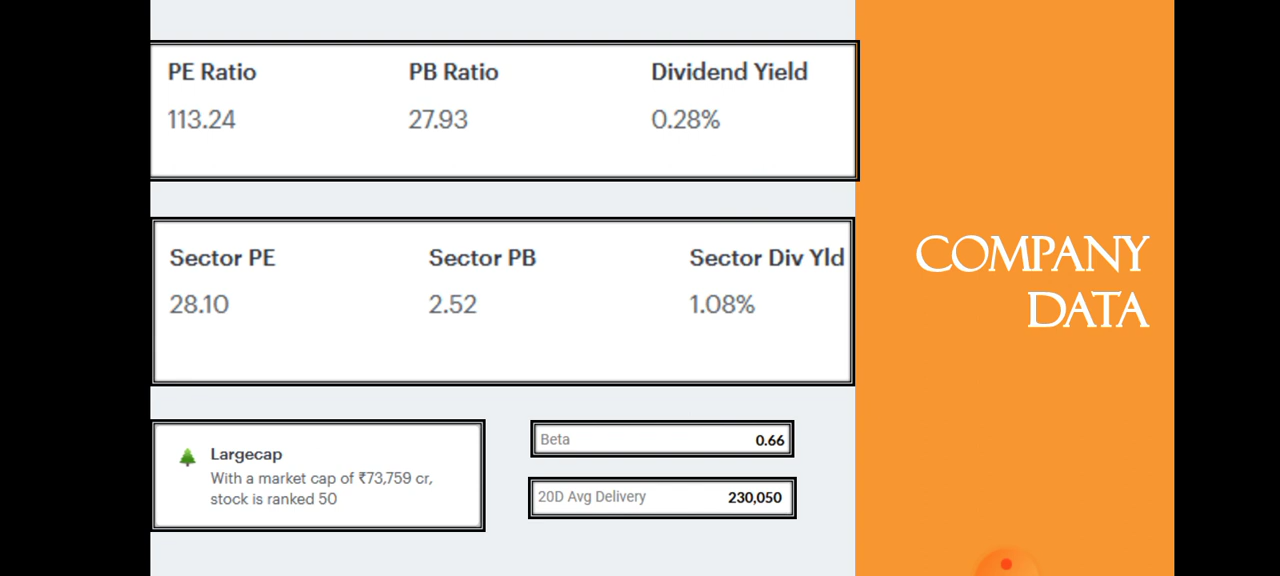 PE Ratio PB Ratio Dividend Yield
113.24 27.93 0.28%
Sector PE Sector PB Sector Div Yld
28.10 2.52 1.08%
COMPANY
DATA
Largecap
With a market cap of ₹73,759 cr,
stock is ranked 50
Beta 0.66
20D Avg Delivery 230,050